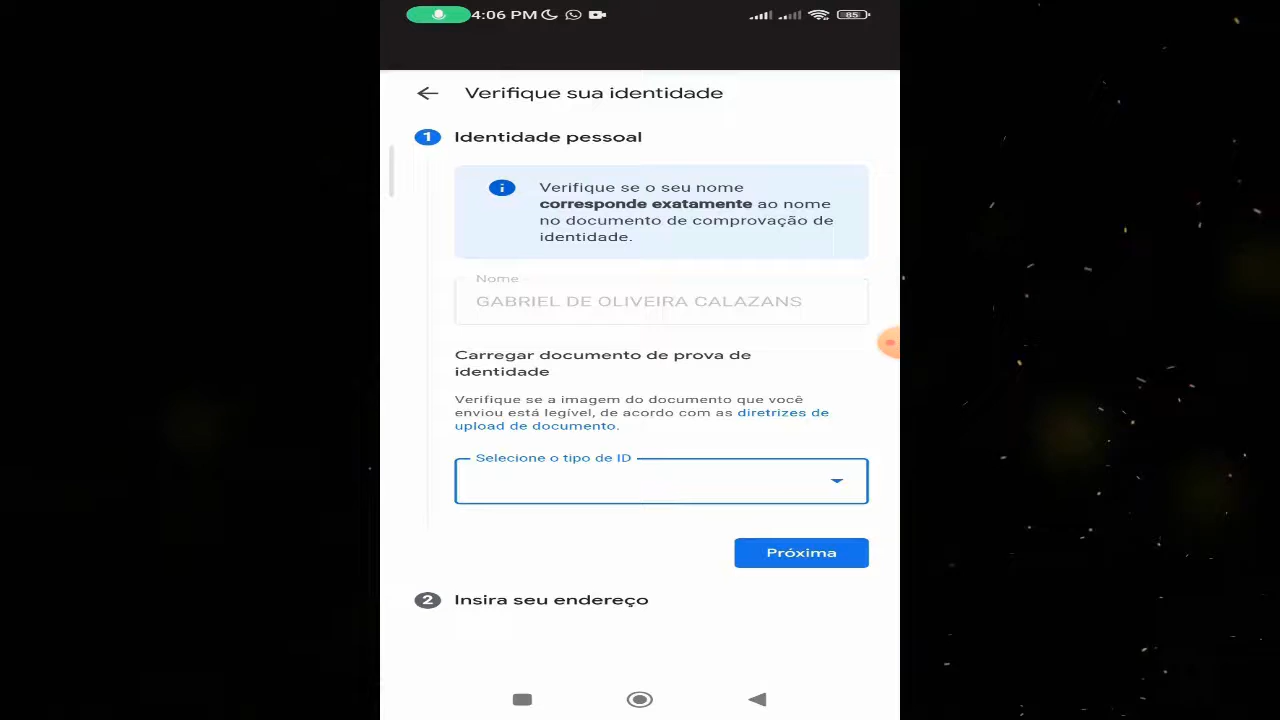 4:06 PM
85
Verifique sua identidade
1
Identidade pessoal
i
Verifique se o seu nome
corresponde exatamente ao nome
no documento de comprovação de
identidade.
Nome
GABRIEL DE OLIVEIRA CALAZANS
Carregar documento de prova de
identidade
Verifique se a imagem do documento que você
enviou está legível, de acordo com as diretrizes de
upload de documento.
Selecione o tipo de ID
Próxima
2
Insira seu endereço